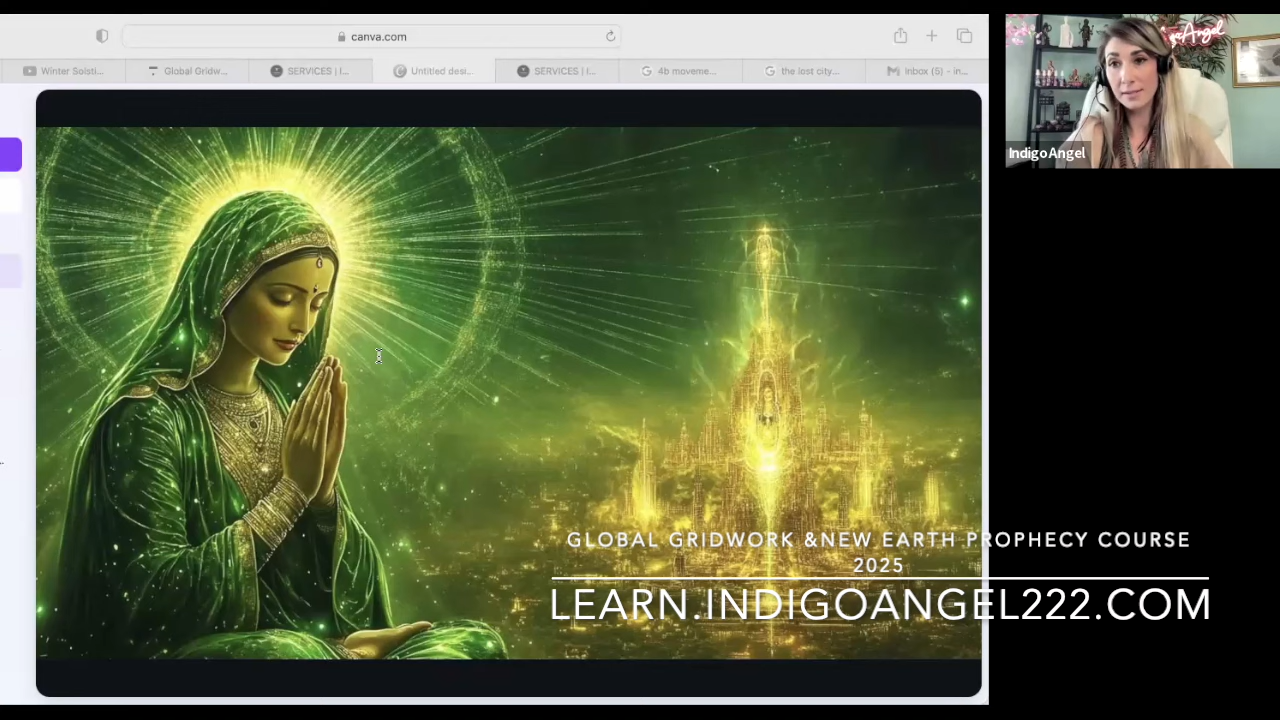 canva.com
Winter Solsti...
Global Gridw...
SERVICES | I...
Untitled desi...
SERVICES | I...
4b moveme...
the lost city...
Inbox (5) - in...
IndigoAngel
GLOBAL GRIDWORK &NEW EARTH PROPHECY COURSE
2025
LEARN.INDIGOANGEL222.COM